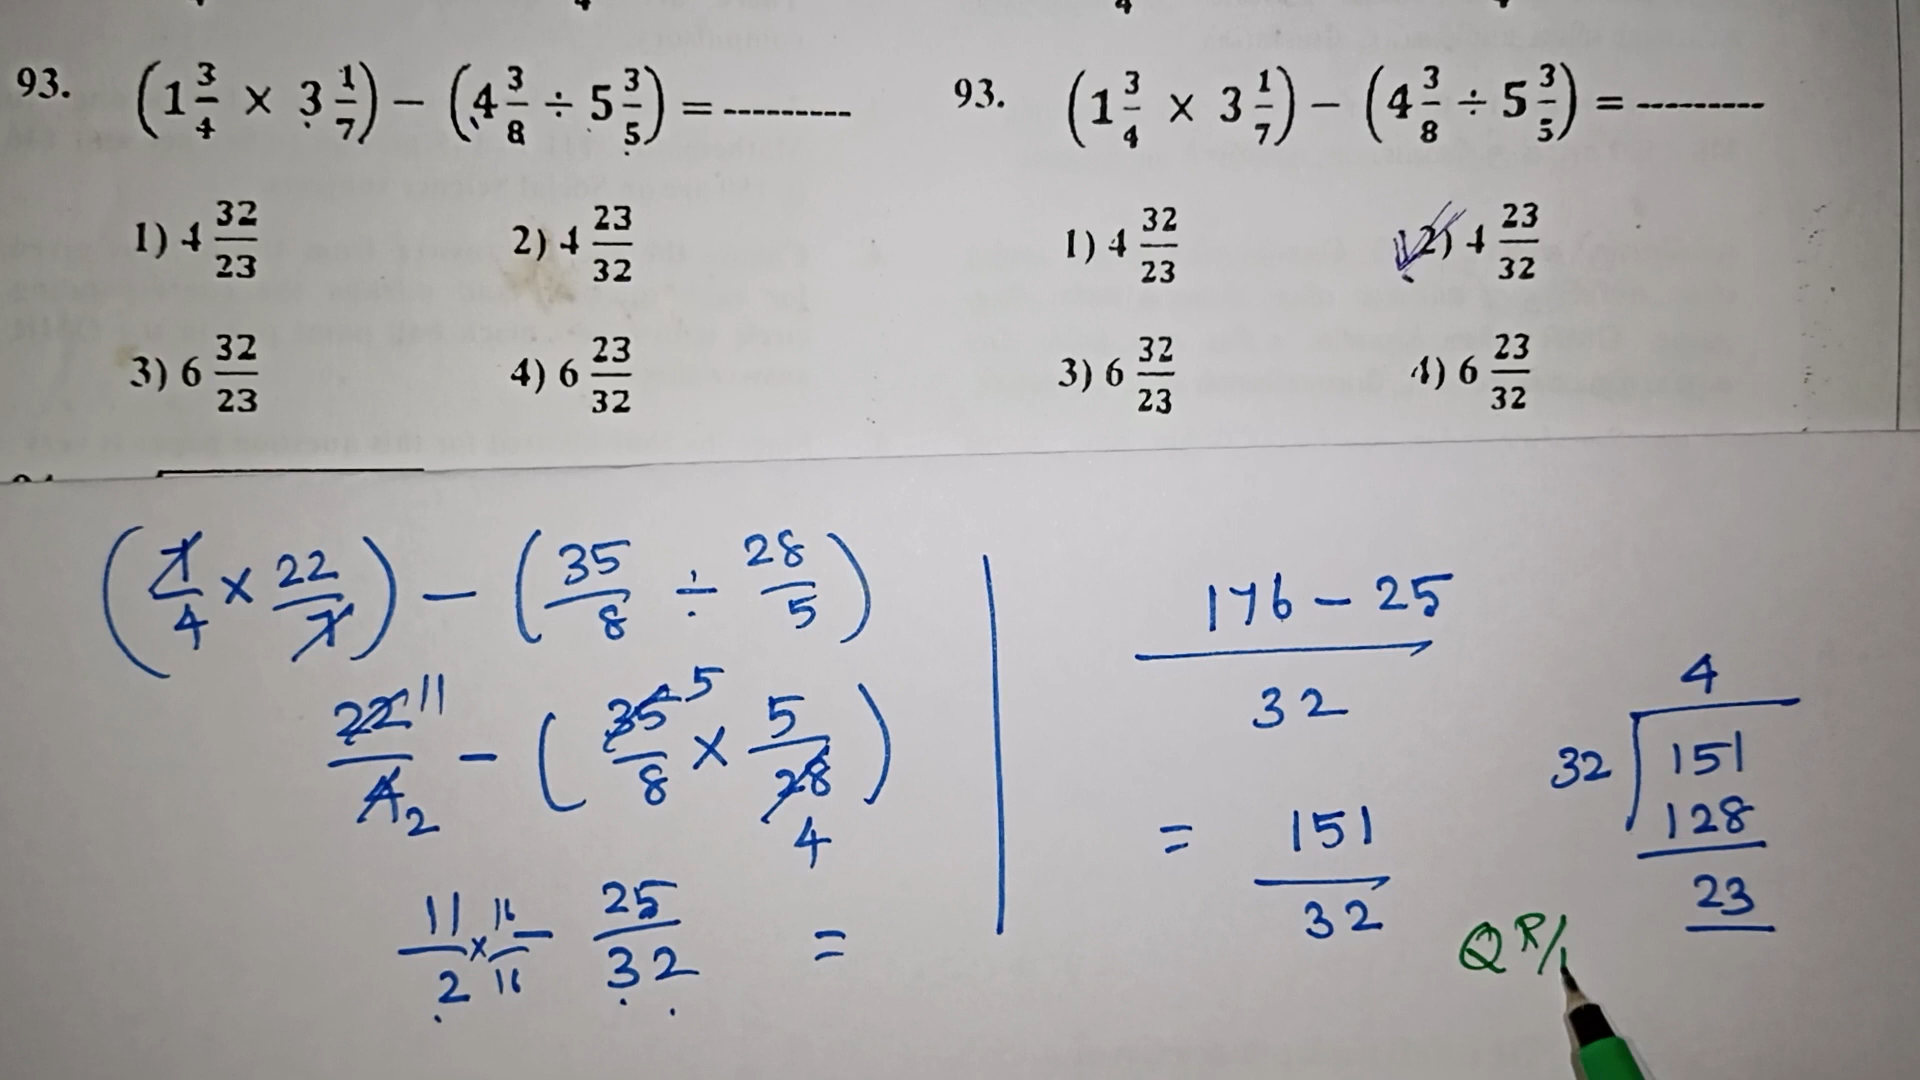 93. (1 3/4 × 3 1/7) − (4 3/8 ÷ 5 3/5) = ---------
1) 4 32/23
2) 4 23/32
3) 6 32/23
4) 6 23/32
93. (1 3/4 × 3 1/7) − (4 3/8 ÷ 5 3/5) = ---------
1) 4 32/23
2) 4 23/32
3) 6 32/23
4) 6 23/32
(7/4 × 22/7) − (35/8 ÷ 28/5)
22/4 11 2 − (35/8 5 × 5/28 4)
11/2 × 16/16 − 25/32 =
176 − 25
32
= 151/32
4
32 151
128
23
Q R/